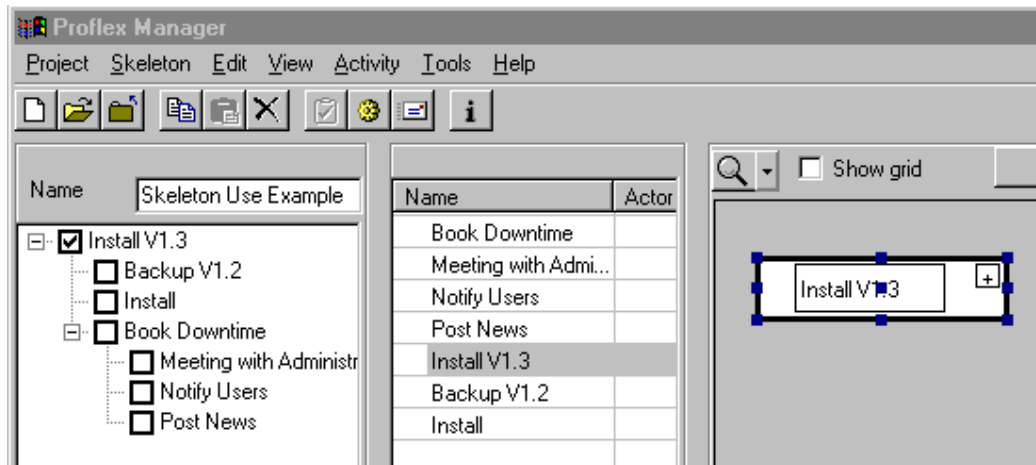 Proflex Manager
Project Skeleton Edit View Activity Tools Help
i
Name Skeleton Use Example
Install V1.3
Backup V1.2
Install
Book Downtime
Meeting with Administr
Notify Users
Post News
Name Actor
Book Downtime
Meeting with Admi...
Notify Users
Post News
Install V1.3
Backup V1.2
Install
Show grid
Install V1.3